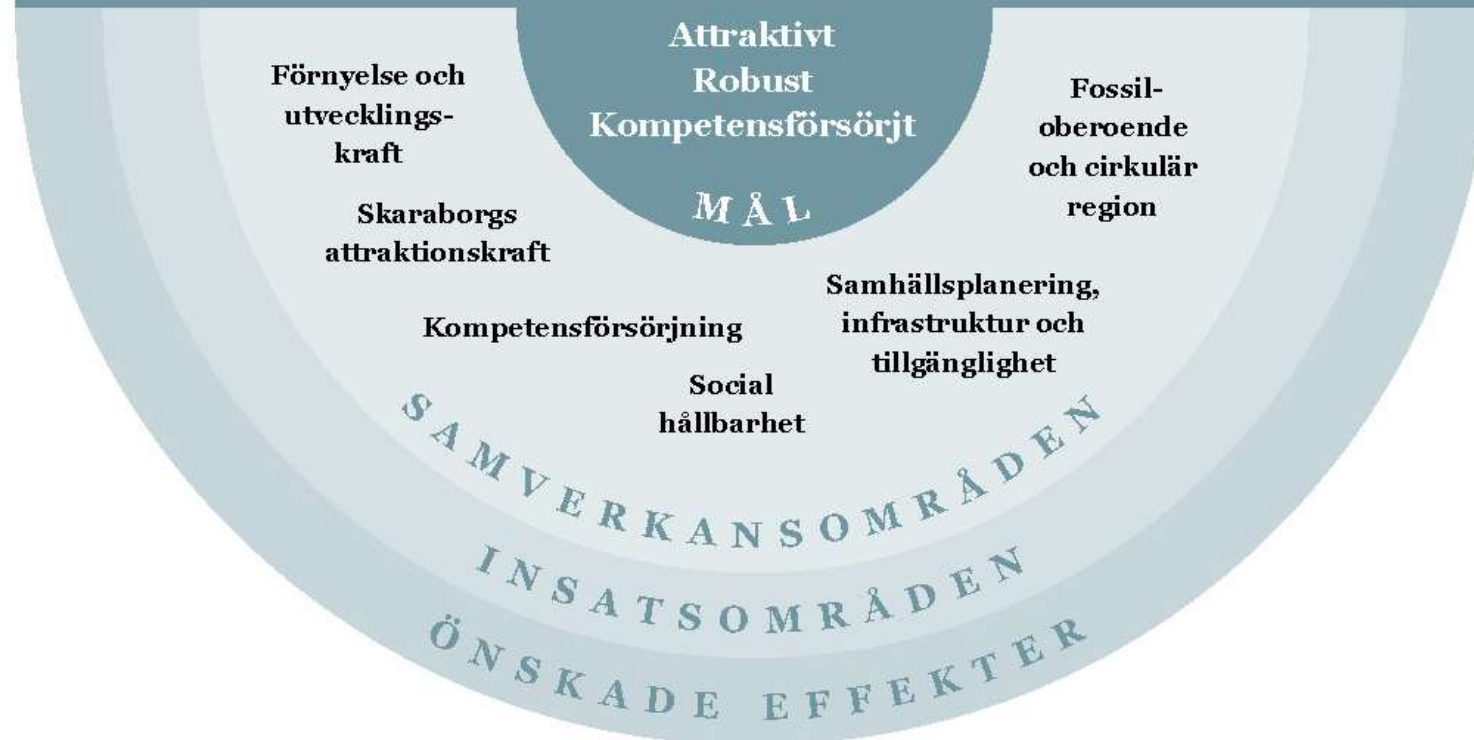 Attraktivt
Robust
Kompetensförsörjt
MÅL
Förnyelse och
utvecklings-
kraft
Skaraborgs
attraktionskraft
Kompetensförsörjning
Social
hållbarhet
Samhällsplanering,
infrastruktur och
tillgänglighet
Fossil-
oberoende
och cirkulär
region
SAMVERKANSOMRÅDEN
INSATSOMRÅDEN
ÖNSKADE EFFEKTER